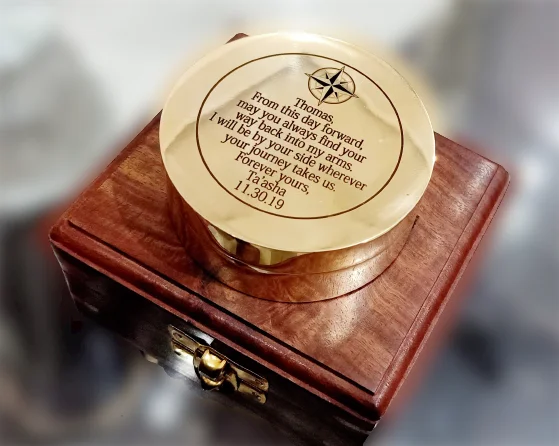 Thomas,
From this day forward,
may you always find your
way back into my arms.
I will be by your side wherever
your journey takes us.
Forever yours,
Ta'asha
11.30.19